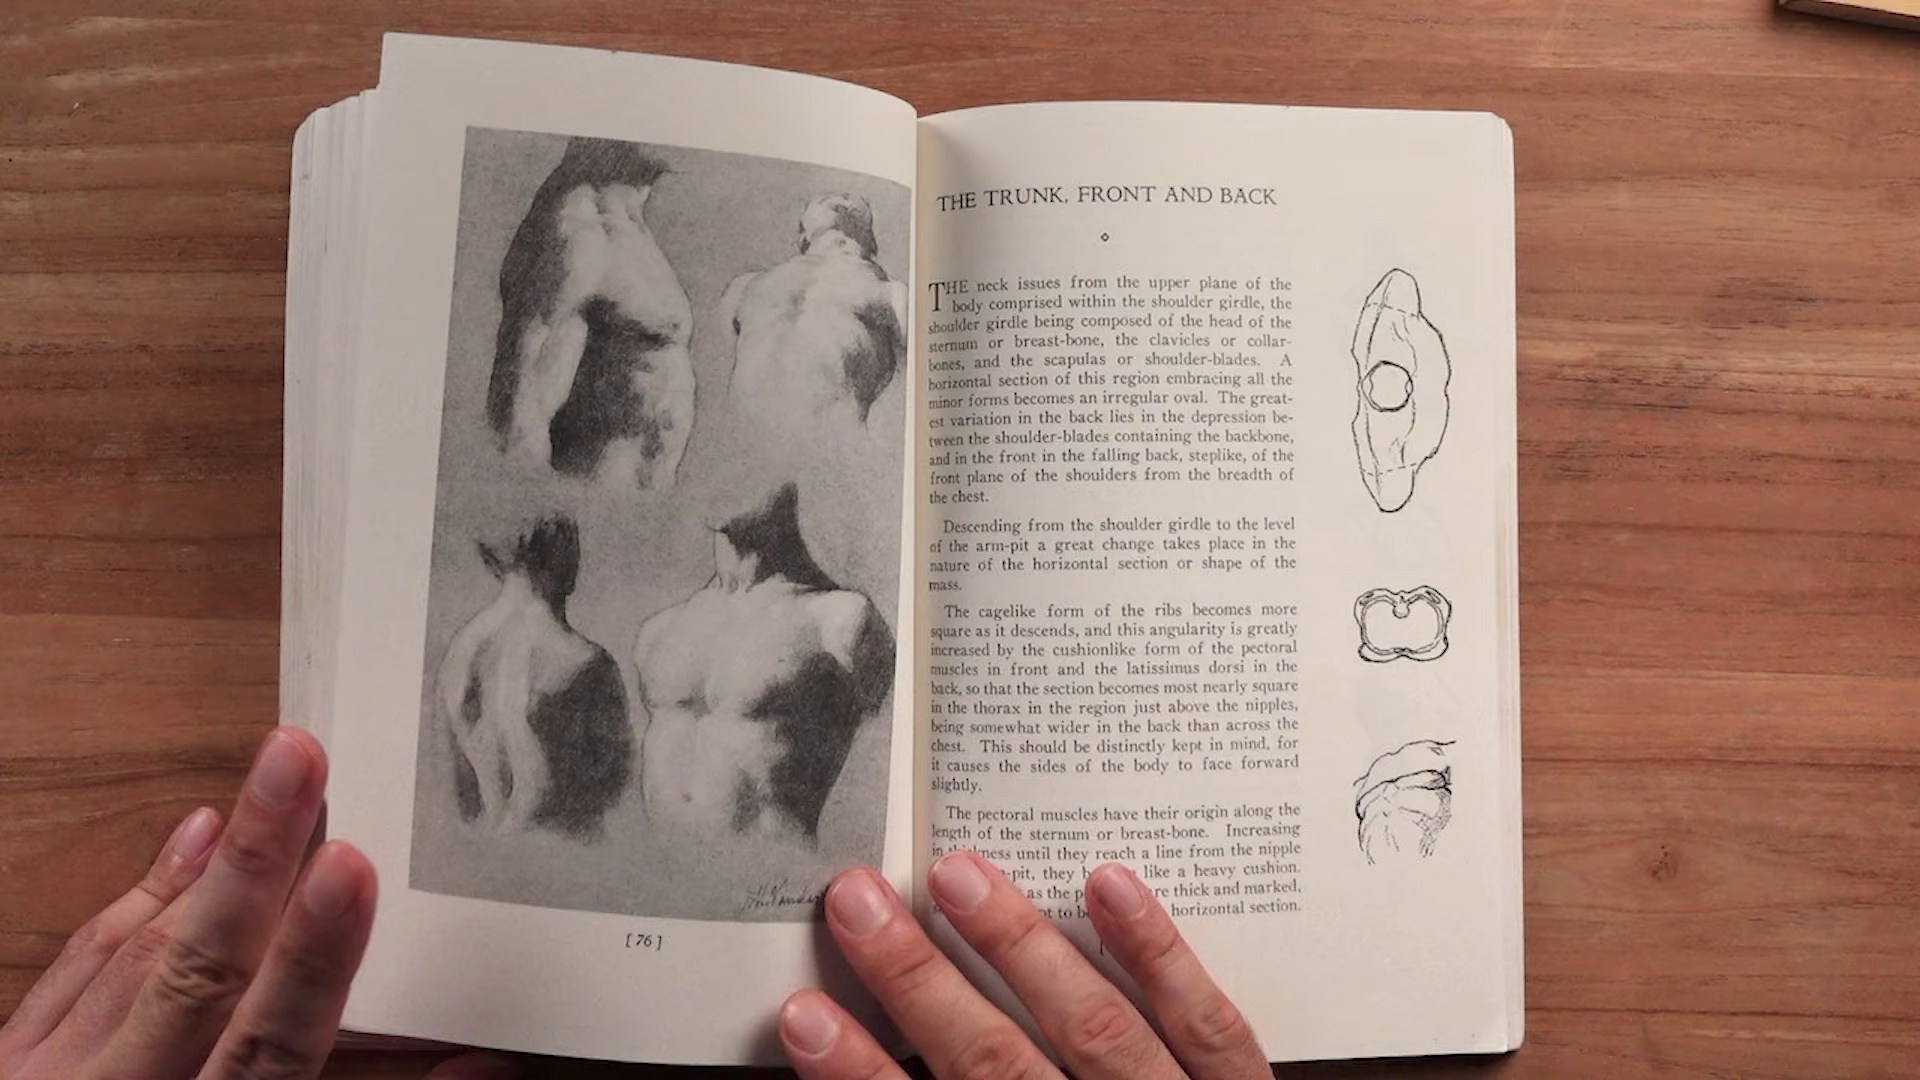 [76]
THE TRUNK, FRONT AND BACK
THE neck issues from the upper plane of the
body comprised within the shoulder girdle, the
shoulder girdle being composed of the head of the
sternum or breast-bone, the clavicles or collar-
bones, and the scapulas or shoulder-blades. A
horizontal section of this region embracing all the
minor forms becomes an irregular oval. The great-
est variation in the back lies in the depression be-
tween the shoulder-blades containing the backbone,
and in the front in the falling back, steplike, of the
front plane of the shoulders from the breadth of
the chest.
Descending from the shoulder girdle to the level
of the arm-pit a great change takes place in the
nature of the horizontal section or shape of the
mass.
The cagelike form of the ribs becomes more
square as it descends, and this angularity is greatly
increased by the cushionlike form of the pectoral
muscles in front and the latissimus dorsi in the
back, so that the section becomes most nearly square
in the thorax in the region just above the nipples,
being somewhat wider in the back than across the
chest. This should be distinctly kept in mind, for
it causes the sides of the body to face forward
slightly.
The pectoral muscles have their origin along the
length of the sternum or breast-bone. Increasing
in thickness until they reach a line from the nipple
-pit, they like a heavy cushion.
as the are thick and marked,
to horizontal section.